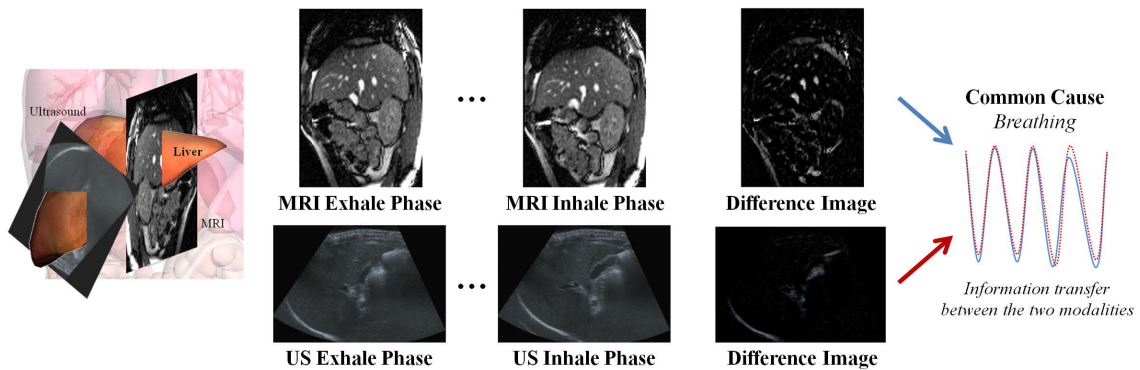 Ultrasound
Liver
MRI
MRI Exhale Phase
...
MRI Inhale Phase
Difference Image
US Exhale Phase
...
US Inhale Phase
Difference Image
Common Cause
Breathing
Information transfer
between the two modalities